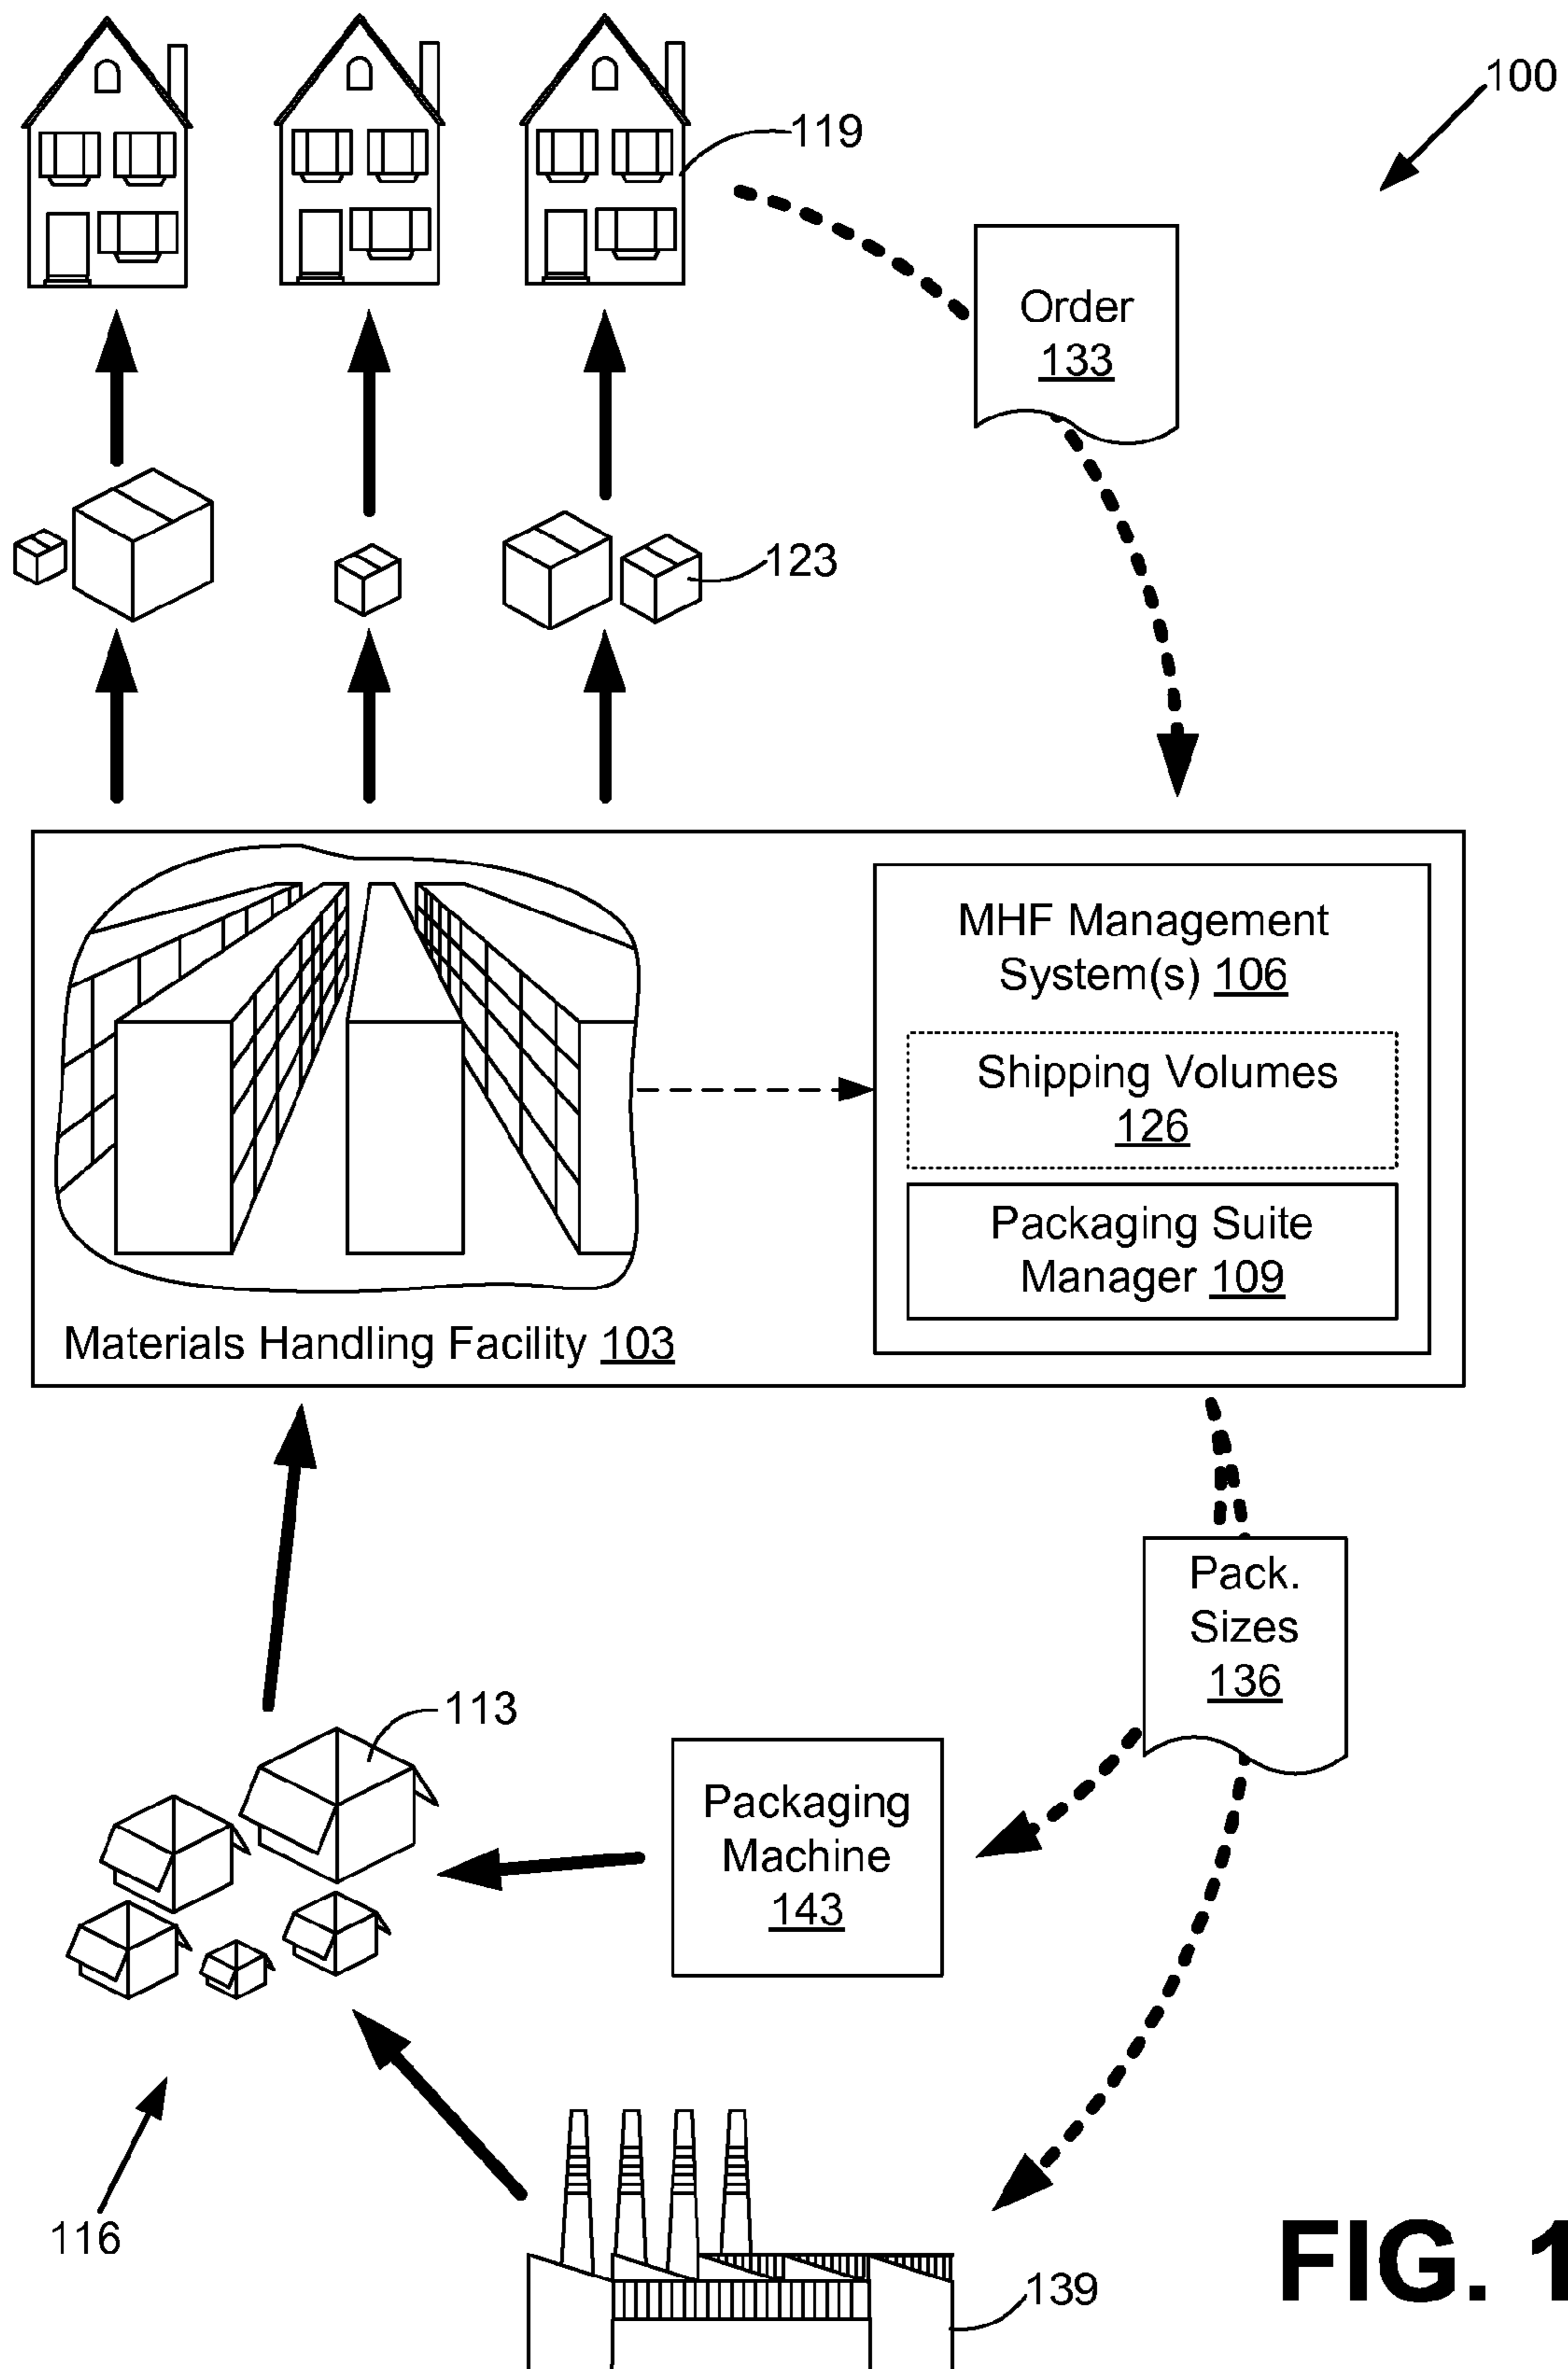 100
119
Order
133
123
MHF Management
System(s) 106
Shipping Volumes
126
Packaging Suite
Manager 109
Materials Handling Facility 103
Pack.
Sizes
136
113
Packaging
Machine
143
116
139
FIG. 1